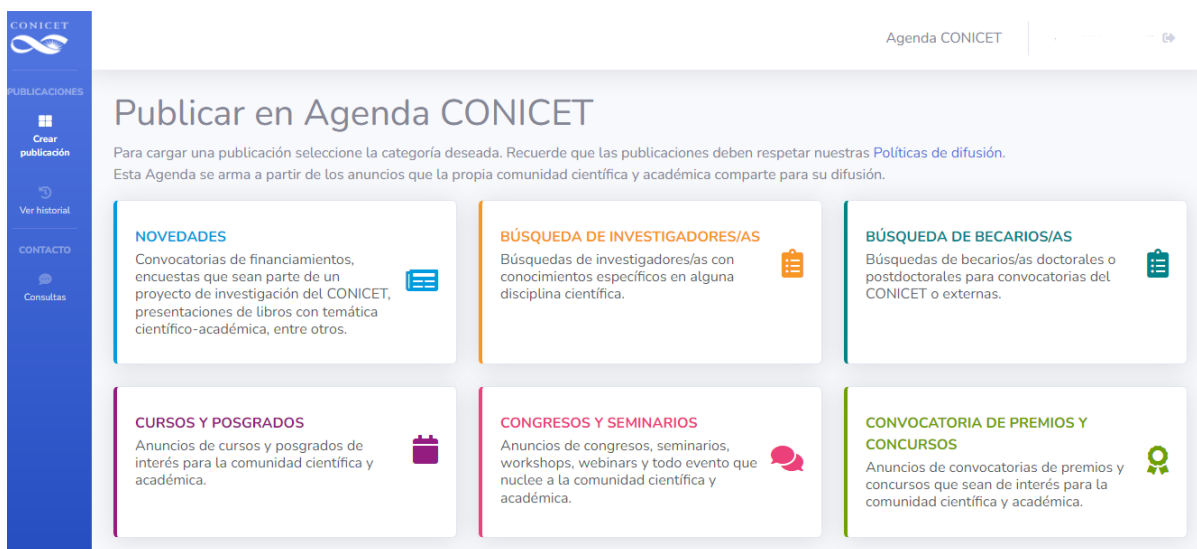 CONICET
Agenda CONICET
PUBLICACIONES
Crear
publicación
Ver historial
CONTACTO
Consultas
Publicar en Agenda CONICET
Para cargar una publicación seleccione la categoría deseada. Recuerde que las publicaciones deben respetar nuestras Políticas de difusión.
Esta Agenda se arma a partir de los anuncios que la propia comunidad científica y académica comparte para su difusión.
NOVEDADES
Convocatorias de financiamientos,
encuestas que sean parte de un
proyecto de investigación del CONICET,
presentaciones de libros con temática
científico-académica, entre otros.
BÚSQUEDA DE INVESTIGADORES/AS
Búsquedas de investigadores/as con
conocimientos específicos en alguna
disciplina científica.
BÚSQUEDA DE BECARIOS/AS
Búsquedas de becarios/as doctorales o
postdoctorales para convocatorias del
CONICET o externas.
CURSOS Y POSGRADOS
Anuncios de cursos y posgrados de
interés para la comunidad científica y
académica.
CONGRESOS Y SEMINARIOS
Anuncios de congresos, seminarios,
workshops, webinars y todo evento que
nuclee a la comunidad científica y
académica.
CONVOCATORIA DE PREMIOS Y
CONCURSOS
Anuncios de convocatorias de premios y
concursos que sean de interés para la
comunidad científica y académica.